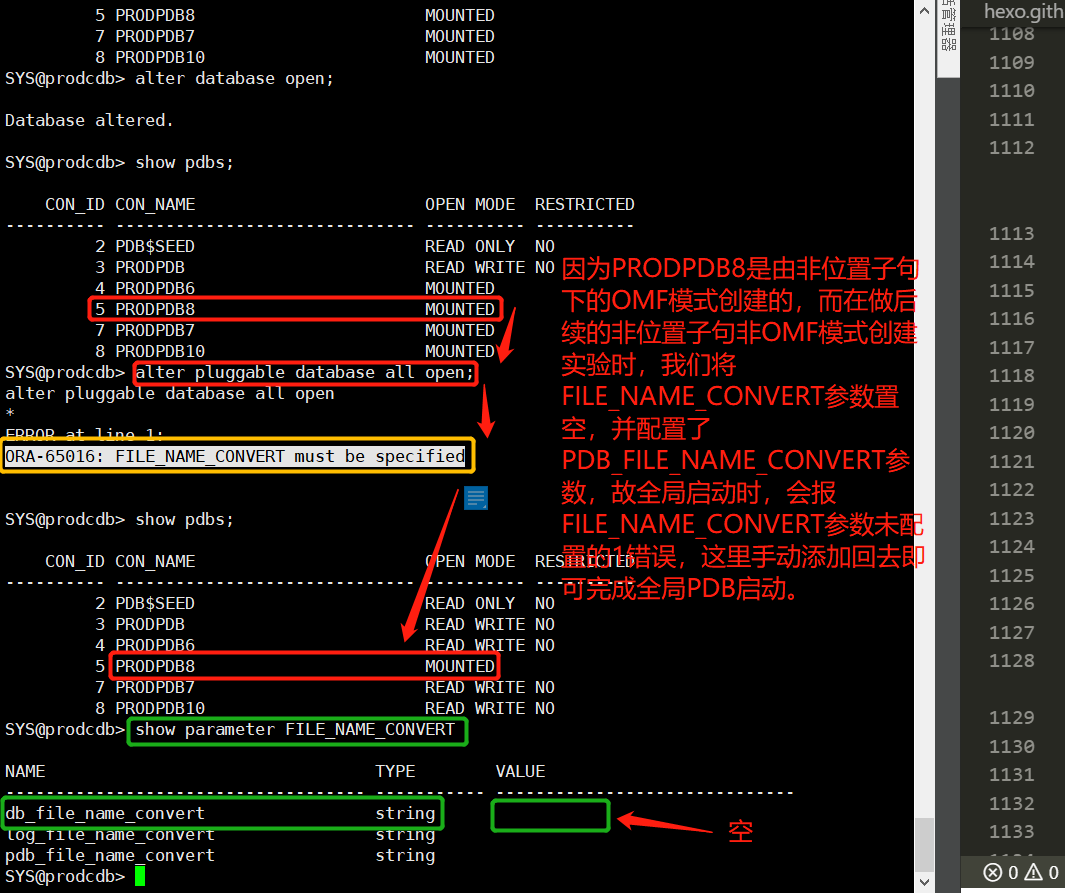 5 PRODPDB8 MOUNTED
7 PRODPDB7 MOUNTED
8 PRODPDB10 MOUNTED
SYS@prodcdb> alter database open;
Database altered.
SYS@prodcdb> show pdbs;
CON_ID CON_NAME OPEN MODE RESTRICTED
---------- ------------------------------ ---------- ----------
2 PDB$SEED READ ONLY NO
3 PRODPDB READ WRITE NO
4 PRODPDB6 MOUNTED
5 PRODPDB8 MOUNTED
7 PRODPDB7 MOUNTED
8 PRODPDB10 MOUNTED
SYS@prodcdb> alter pluggable database all open;
alter pluggable database all open
*
ERROR at line 1:
ORA-65016: FILE_NAME_CONVERT must be specified
SYS@prodcdb> show pdbs;
CON_ID CON_NAME OPEN MODE RESTRICTED
---------- ------------------------------ ---------- ----------
2 PDB$SEED READ ONLY NO
3 PRODPDB READ WRITE NO
4 PRODPDB6 READ WRITE NO
5 PRODPDB8 MOUNTED
7 PRODPDB7 READ WRITE NO
8 PRODPDB10 READ WRITE NO
SYS@prodcdb> show parameter FILE_NAME_CONVERT
NAME TYPE VALUE
------------------------------------ ----------- ------------------------------
db_file_name_convert string
log_file_name_convert string
pdb_file_name_convert string
SYS@prodcdb>
因为PRODPDB8是由非位置子句
下的OMF模式创建的，而在做后
续的非位置子句非OMF模式创建
实验时，我们将
FILE_NAME_CONVERT参数置
空，并配置了
PDB_FILE_NAME_CONVERT参
数，故全局启动时，会报
FILE_NAME_CONVERT参数未配
置的1错误，这里手动添加回去即
可完成全局PDB启动。
空
管理器
hexo.gith
1108
1109
1110
1111
1112
1113
1114
1115
1116
1117
1118
1119
1120
1121
1122
1123
1124
1125
1126
1127
1128
1129
1130
1131
1132
1133
0 0